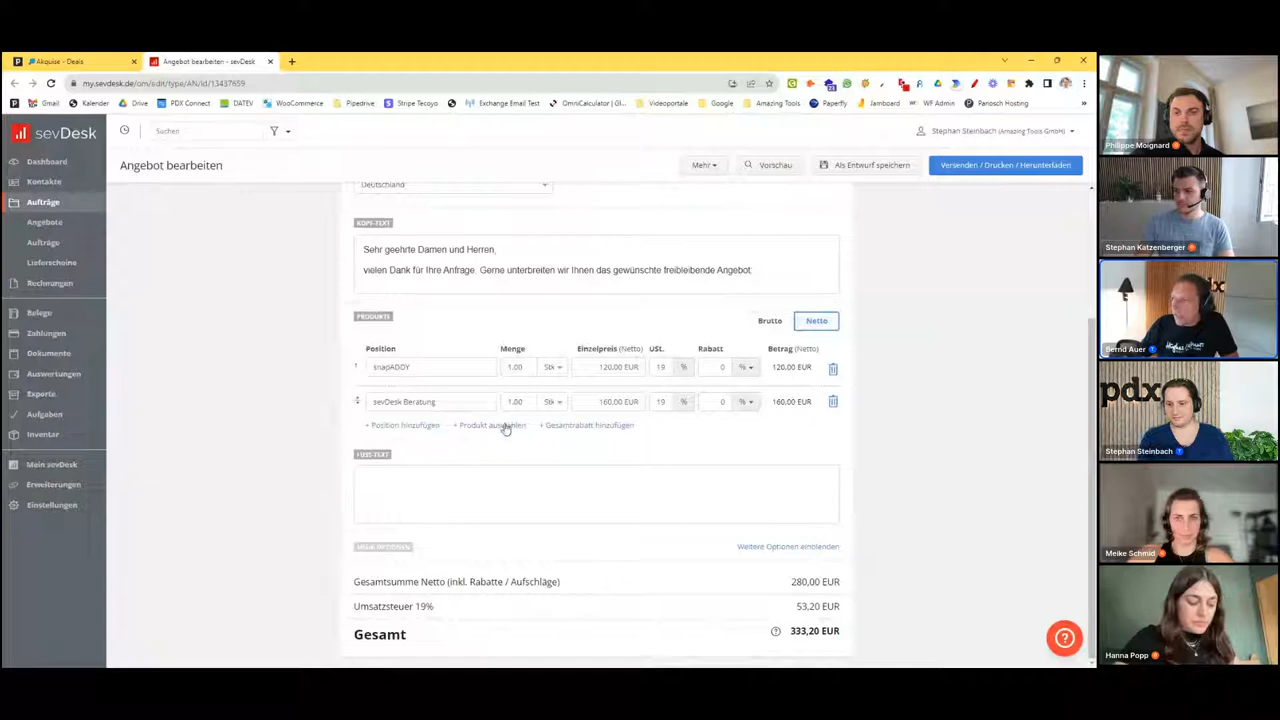 Akquise - Deals
Angebot bearbeiten - sevDesk
my.sevdesk.de/om/edit/type/AN/id/13437659
Gmail
Kalender
Drive
PDX Connect
DATEV
WooCommerce
Pipedrive
Stripe Tecoyo
Exchange Email Test
OmniCalculator | Gl...
Videoportale
Google
Amazing Tools
Paperfly
Jamboard
WF Admin
Panosch Hosting
sevDesk
Suchen
Stephan Steinbach (Amazing Tools GmbH)
Angebot bearbeiten
Mehr
Vorschau
Als Entwurf speichern
Versenden / Drucken / Herunterladen
Dashboard
Kontakte
Aufträge
Angebote
Aufträge
Lieferscheine
Rechnungen
Belege
Zahlungen
Dokumente
Auswertungen
Exporte
Aufgaben
Inventar
Mein sevDesk
Erweiterungen
Einstellungen
Deutschland
KOPF-TEXT
Sehr geehrte Damen und Herren,
vielen Dank für Ihre Anfrage. Gerne unterbreiten wir Ihnen das gewünschte freibleibende Angebot:
PRODUKTE
Brutto
Netto
Position Menge Einzelpreis (Netto) USt. Rabatt Betrag (Netto)
snapADDY 1.00 Stk 120,00 EUR 19 % 0 % 120,00 EUR
sevDesk Beratung 1.00 Stk 160,00 EUR 19 % 0 % 160,00 EUR
+ Position hinzufügen + Produkt auswählen + Gesamtrabatt hinzufügen
FUSS-TEXT
MEHR OPTIONEN
Weitere Optionen einblenden
Gesamtsumme Netto (inkl. Rabatte / Aufschläge) 280,00 EUR
Umsatzsteuer 19% 53,20 EUR
Gesamt 333,20 EUR
Philippe Moignard
Stephan Katzenberger
Bernd Auer
pdx
Stephan Steinbach
Meike Schmid
Hanna Popp